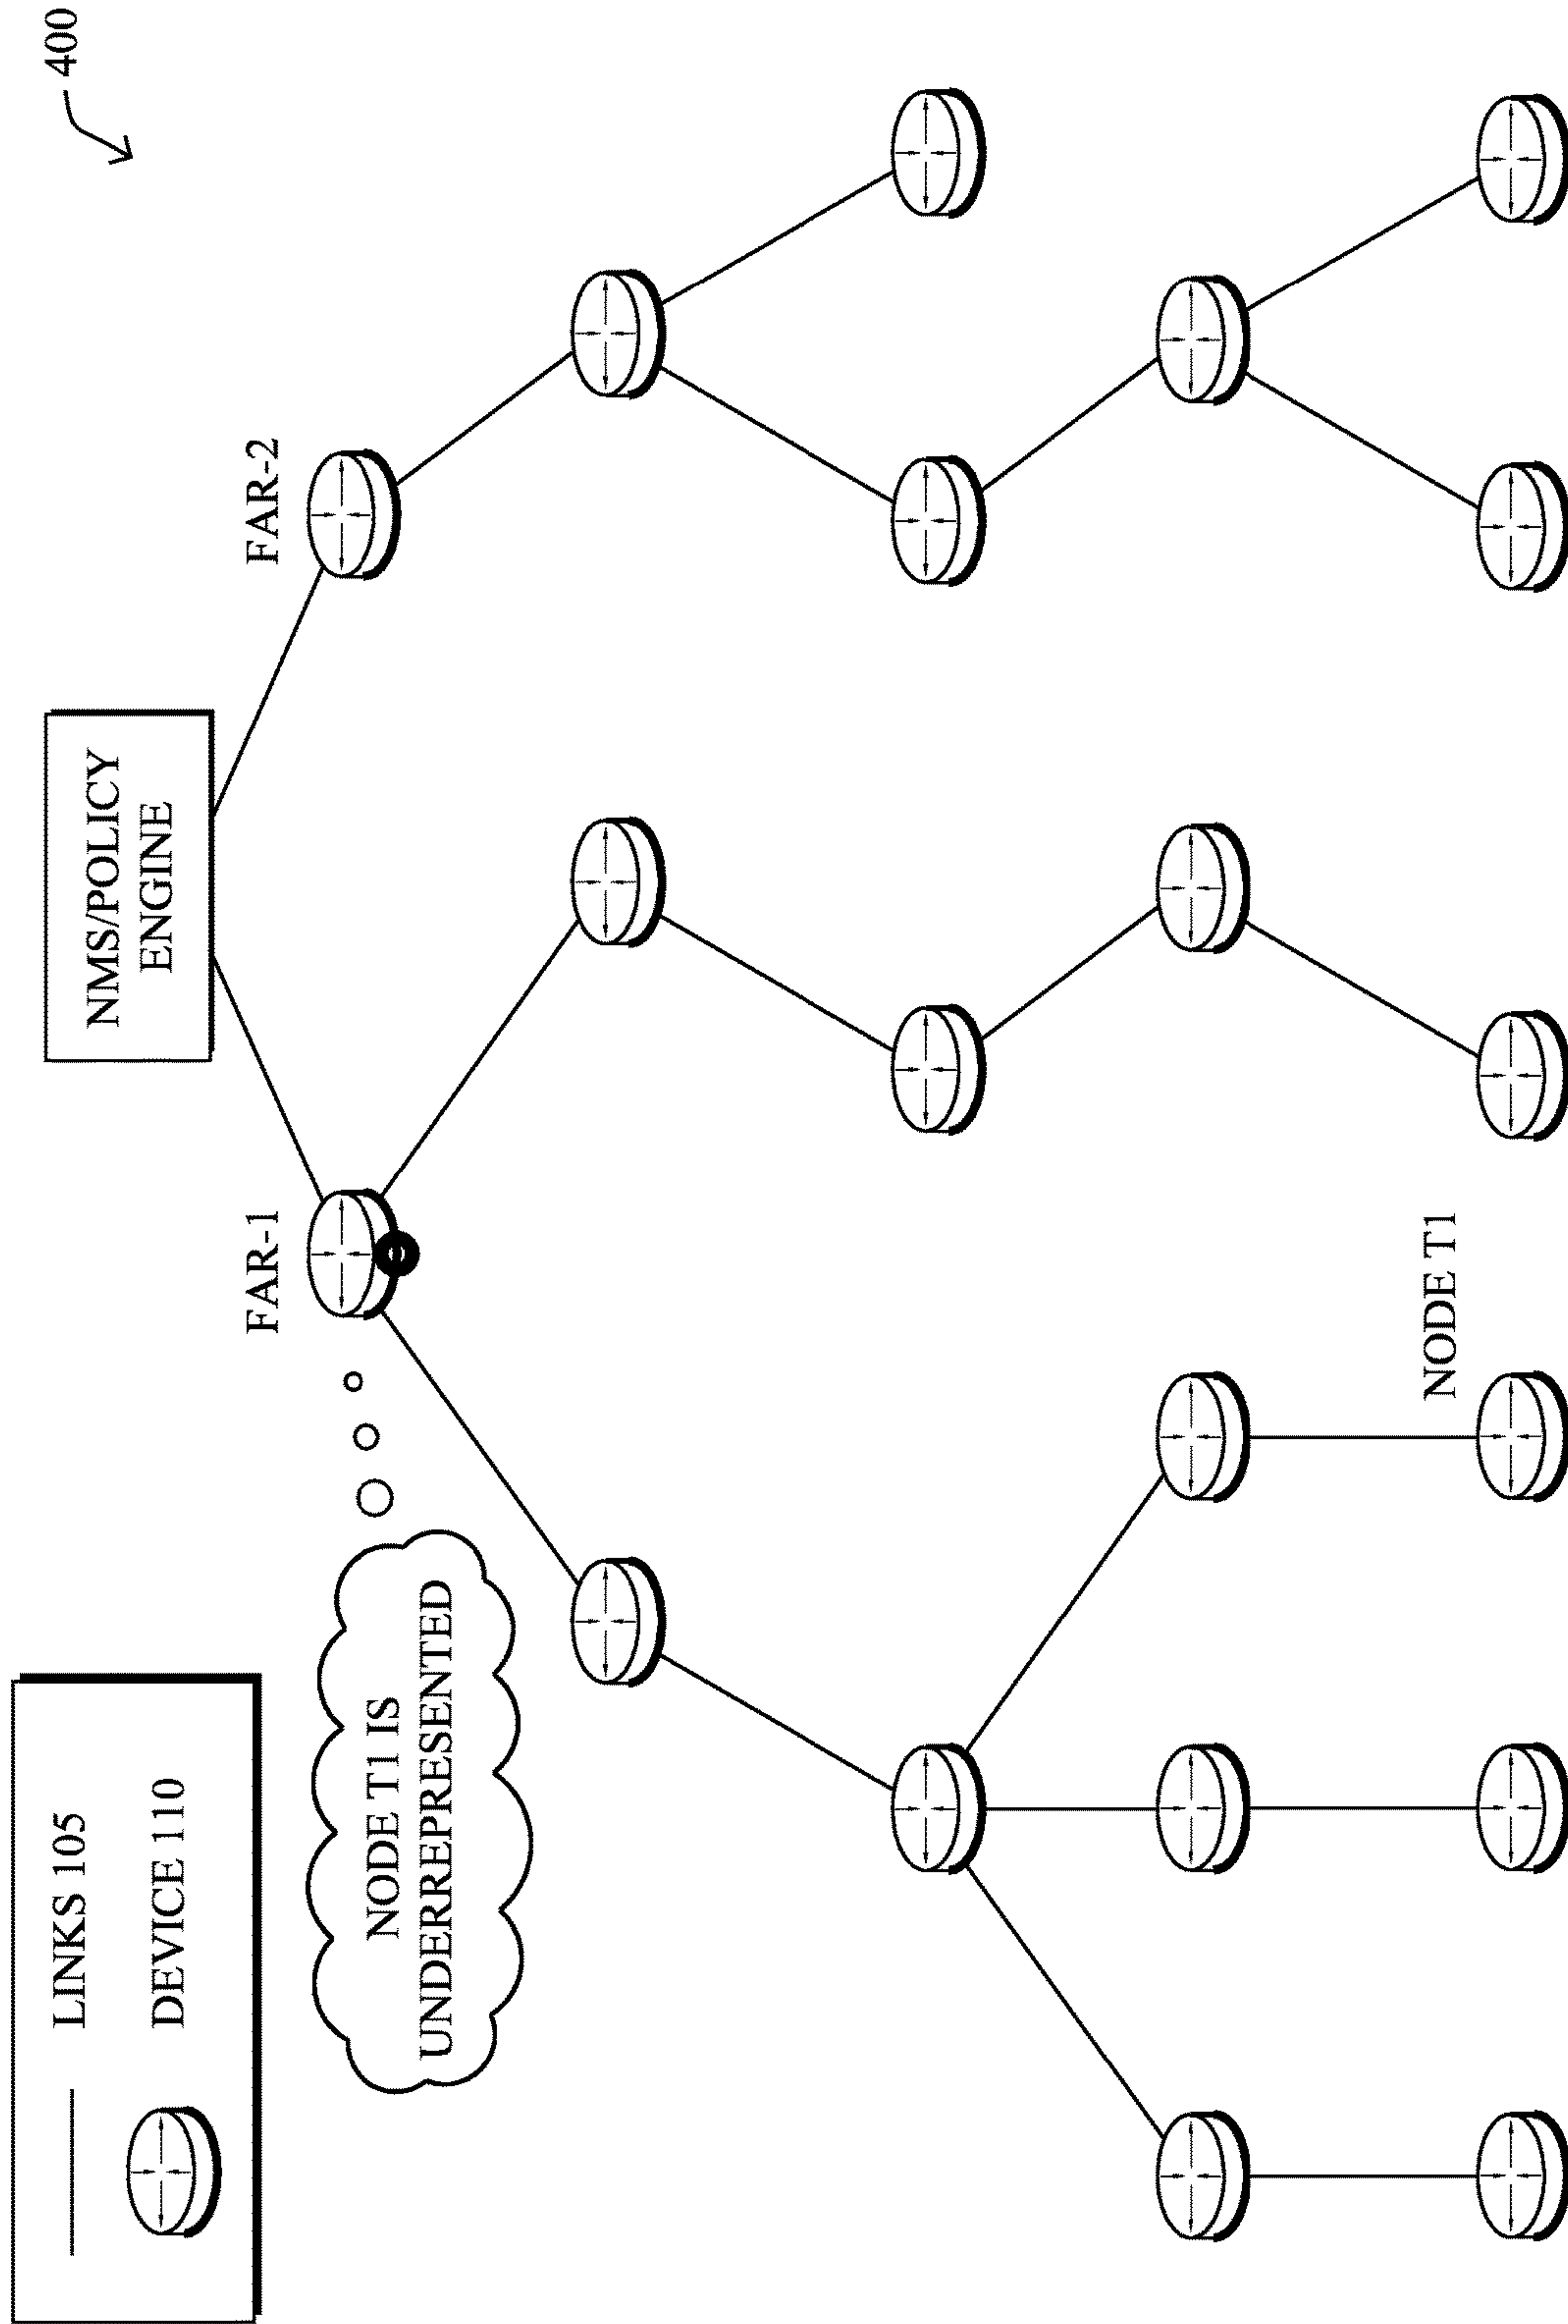 400
LINKS 105
DEVICE 110
NMS/POLICY
ENGINE
FAR-1
FAR-2
NODE T1 IS
UNDERREPRESENTED
NODE T1